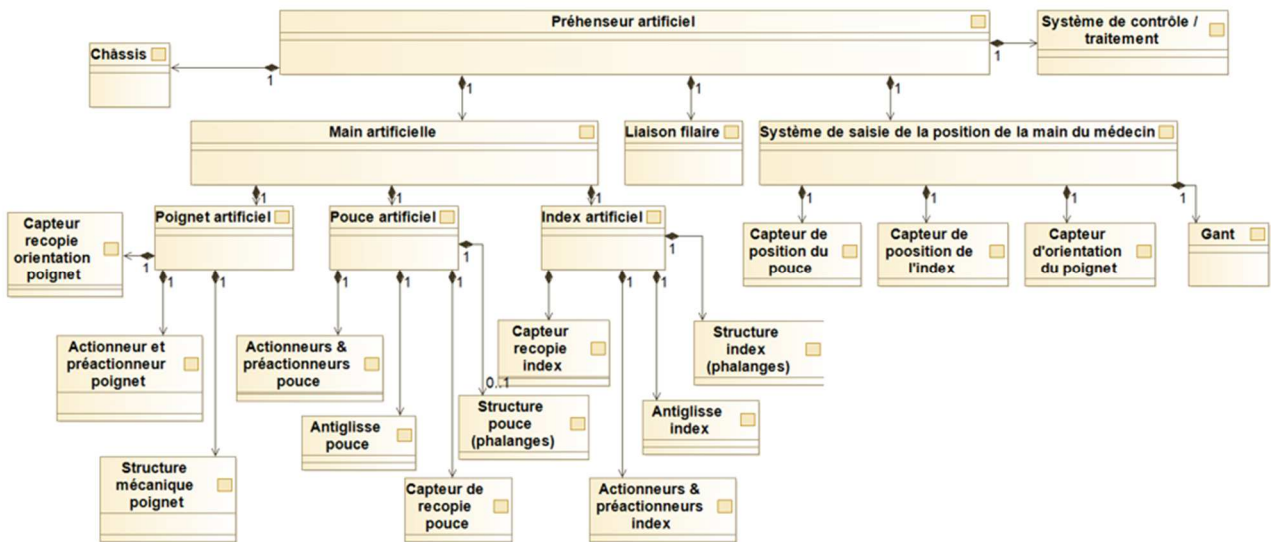 Préhenseur artificiel
Système de contrôle /
traitement
Châssis
1
1
1
1
1
Main artificielle
Liaison filaire
Système de saisie de la position de la main du médecin
1
1
1
1
1
1
1
Capteur
recopie
orientation
poignet
Poignet artificiel
Pouce artificiel
Index artificiel
Capteur de
position du
pouce
Capteur de
poosition de
l'index
Capteur
d'orientation
du poignet
Gant
1
1
1
1
1
1
1
1
1
1
1
Actionneur et
préactionneur
poignet
Actionneurs &
préactionneurs
pouce
Capteur
recopie
index
Structure
index
(phalanges)
0..1
Antiglisse
pouce
Structure
pouce
(phalanges)
Antiglisse
index
Structure
mécanique
poignet
Capteur de
recopie
pouce
Actionneurs &
préactionneurs
index